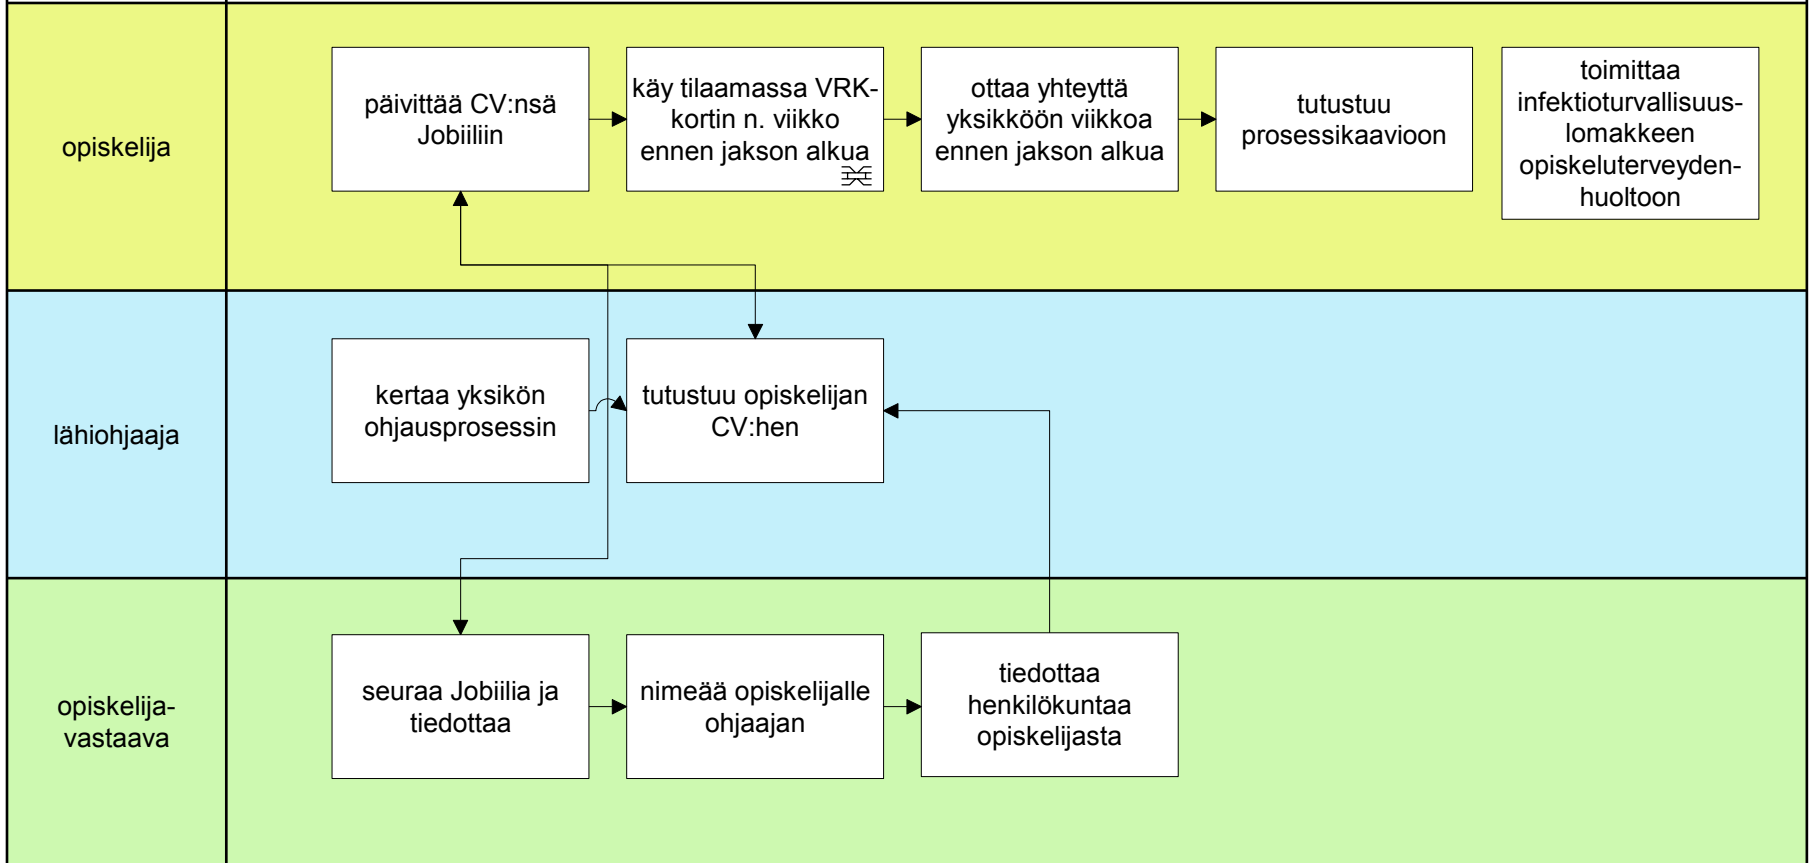 opiskelija
päivittää CV:nsä
Jobiiliin
käy tilaamassa VRK-
kortin n. viikko
ennen jakson alkua
ottaa yhteyttä
yksikköön viikkoa
ennen jakson alkua
tutustuu
prosessikaavioon
toimittaa
infektioturvallisuus-
lomakkeen
opiskeluterveyden-
huoltoon
lähiohjaaja
kertaa yksikön
ohjausprosessin
tutustuu opiskelijan
CV:hen
opiskelija-
vastaava
seuraa Jobiilia ja
tiedottaa
nimeää opiskelijalle
ohjaajan
tiedottaa
henkilökuntaa
opiskelijasta